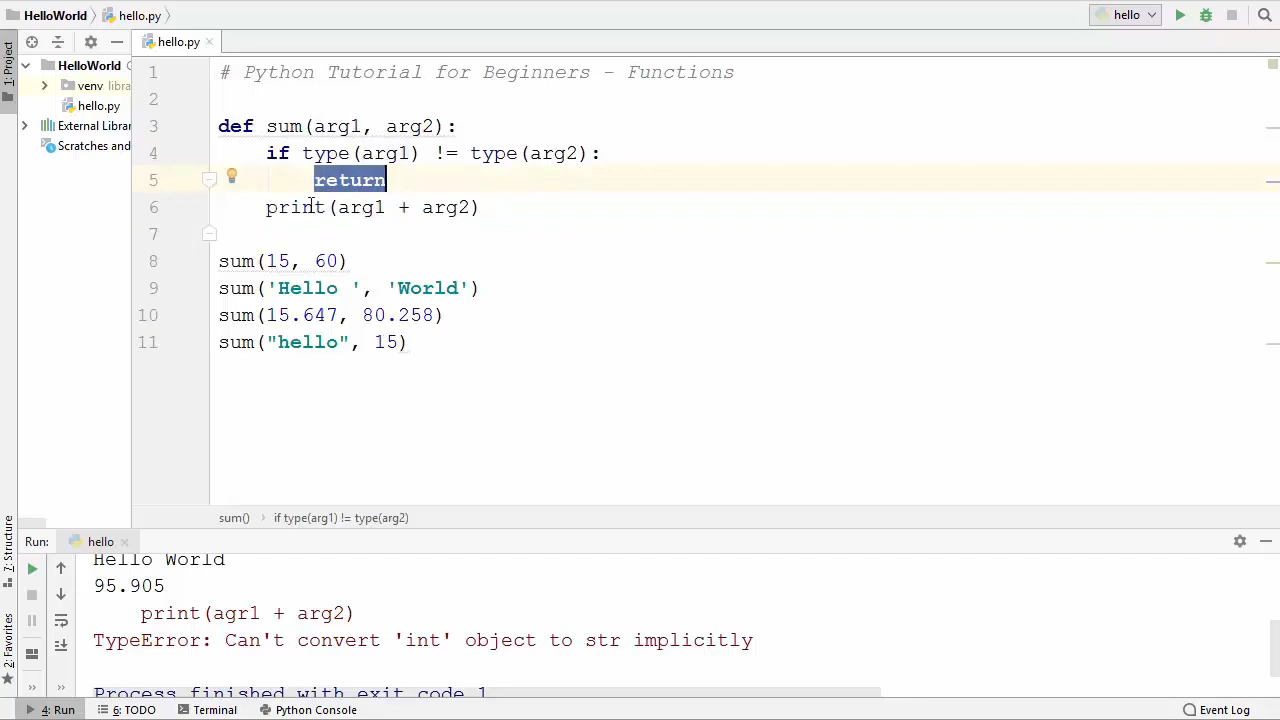 HelloWorld hello.py hello
1: Project
hello.py
HelloWorld
venv libra
hello.py
External Librar
Scratches and
1 # Python Tutorial for Beginners - Functions
2
3 def sum(arg1, arg2):
4 if type(arg1) != type(arg2):
5 return
6 print(arg1 + arg2)
7
8 sum(15, 60)
9 sum('Hello ', 'World')
10 sum(15.647, 80.258)
11 sum("hello", 15)
sum() if type(arg1) != type(arg2)
7: Structure
2: Favorites
Run: hello
Hello World
95.905
print(agr1 + arg2)
TypeError: Can't convert 'int' object to str implicitly
Process finished with exit code 1
4: Run 6: TODO Terminal Python Console Event Log